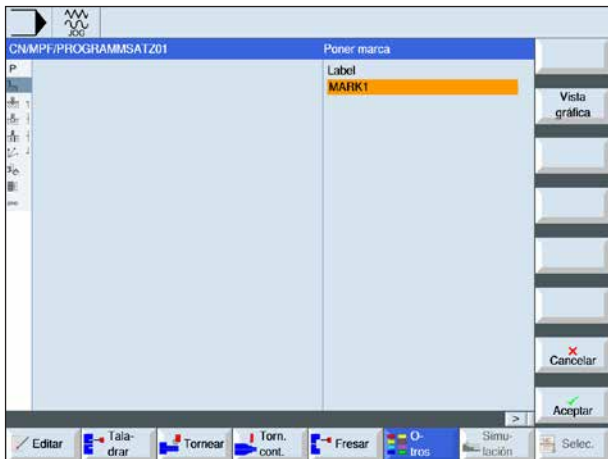 JOG
CN/MPF/PROGRAMMSATZ01
Poner marca
P
Label
MARK1
Vista
gráfica
Cancelar
Aceptar
>
Editar
Tala-
drar
Tornear
Torn.
cont.
Fresar
O-
tros
Simu-
lación
Selec.